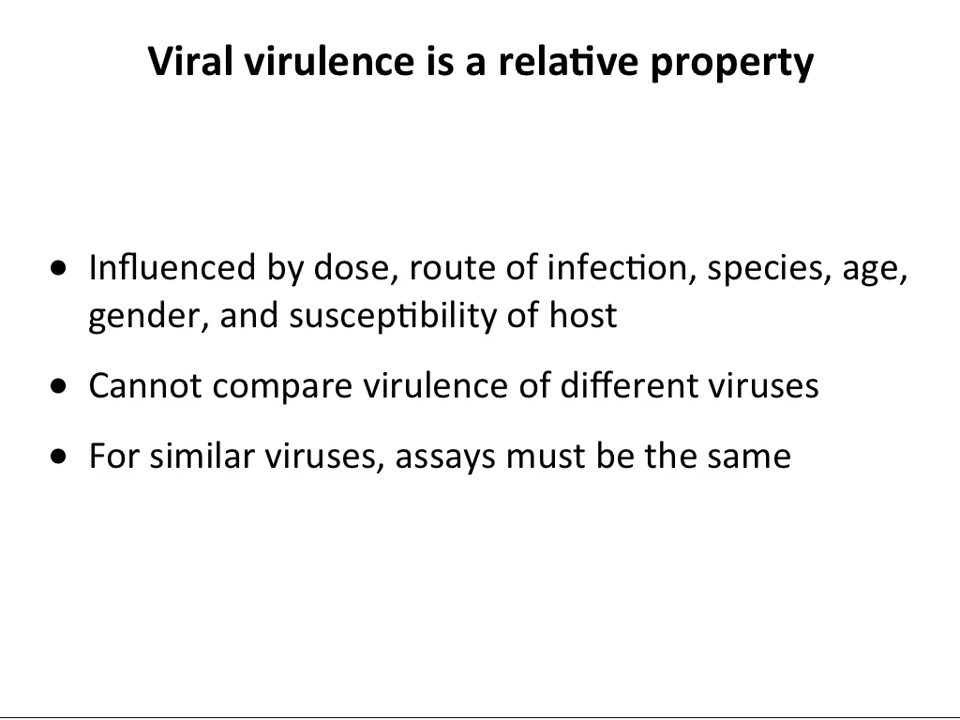 Viral virulence is a relative property
• Influenced by dose, route of infection, species, age,
gender, and susceptibility of host
• Cannot compare virulence of different viruses
• For similar viruses, assays must be the same